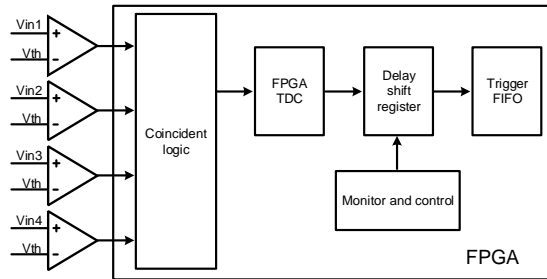 Vin1
+
Vth
−
Vin2
+
Vth
−
Vin3
+
Vth
−
Vin4
+
Vth
−
Coincident
logic
FPGA
TDC
Delay
shift
register
Trigger
FIFO
Monitor and control
FPGA